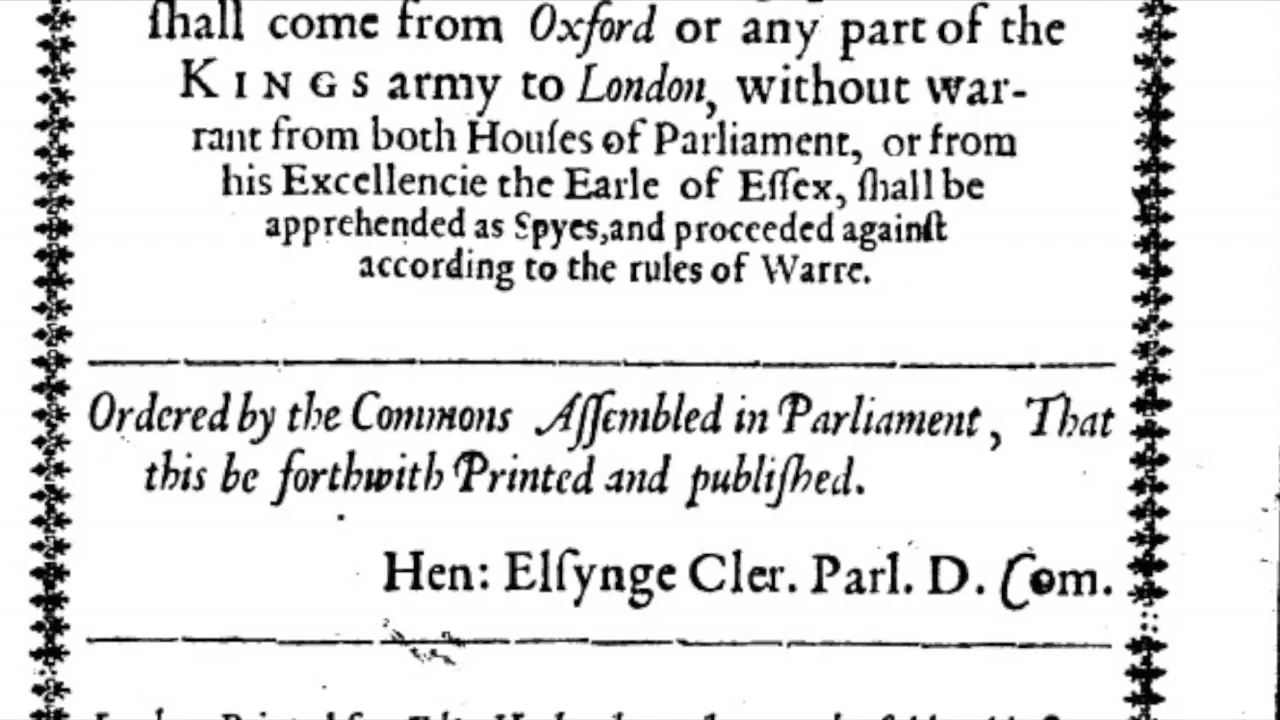 ſhall come from Oxford or any part of the
KINGS army to London, without war-
rant from both Houſes of Parliament, or from
his Excellencie the Earle of Eſſex, ſhall be
apprehended as Spyes,and proceeded againſt
according to the rules of Warre.
Ordered by the Commons Aſſembled in Parliament, That
this be forthwith Printed and publiſhed.
Hen: Elſynge Cler. Parl. D. Com.